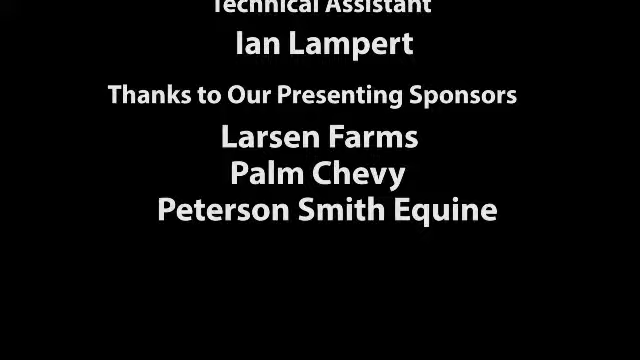 Technical Assistant
Ian Lampert
Thanks to Our Presenting Sponsors
Larsen Farms
Palm Chevy
Peterson Smith Equine